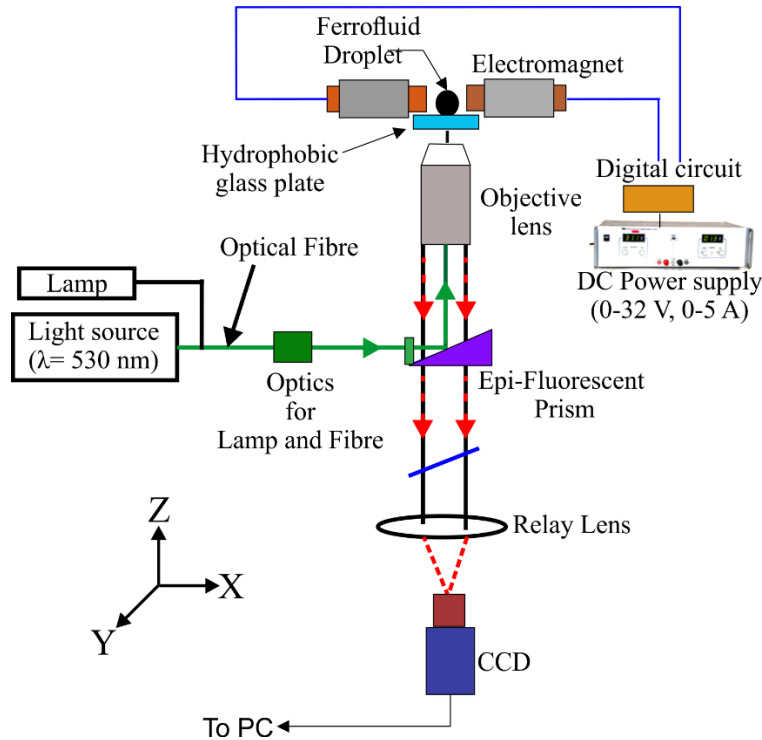 Ferrofluid
Droplet
Electromagnet
Hydrophobic
glass plate
Digital circuit
Objective
lens
Optical Fibre
Lamp
DC Power supply
(0-32 V, 0-5 A)
Light source
(λ= 530 nm)
Optics
for
Lamp and Fibre
Epi-Fluorescent
Prism
Relay Lens
Z
X
Y
CCD
To PC